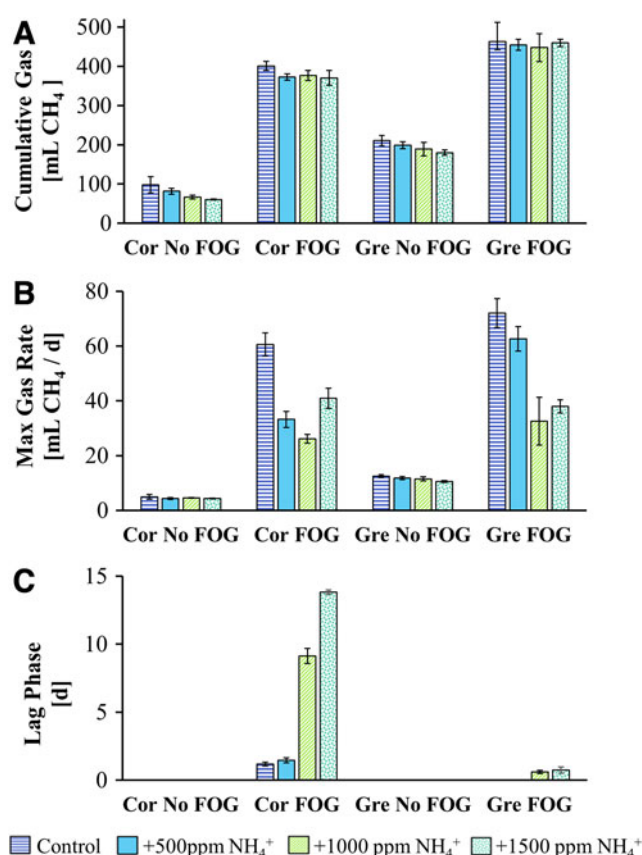 A
Cumulative Gas
[mL CH₄]
500
400
300
200
100
0
Cor No FOG Cor FOG Gre No FOG Gre FOG
B
Max Gas Rate
[mL CH₄ / d]
80
60
40
20
0
Cor No FOG Cor FOG Gre No FOG Gre FOG
C
Lag Phase
[d]
15
10
5
0
Cor No FOG Cor FOG Gre No FOG Gre FOG
Control +500ppm NH₄⁺ +1000 ppm NH₄⁺ +1500 ppm NH₄⁺